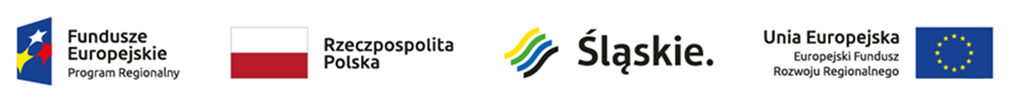 Fundusze
Europejskie
Program Regionalny
Rzeczpospolita
Polska
Śląskie.
Unia Europejska
Europejski Fundusz
Rozwoju Regionalnego